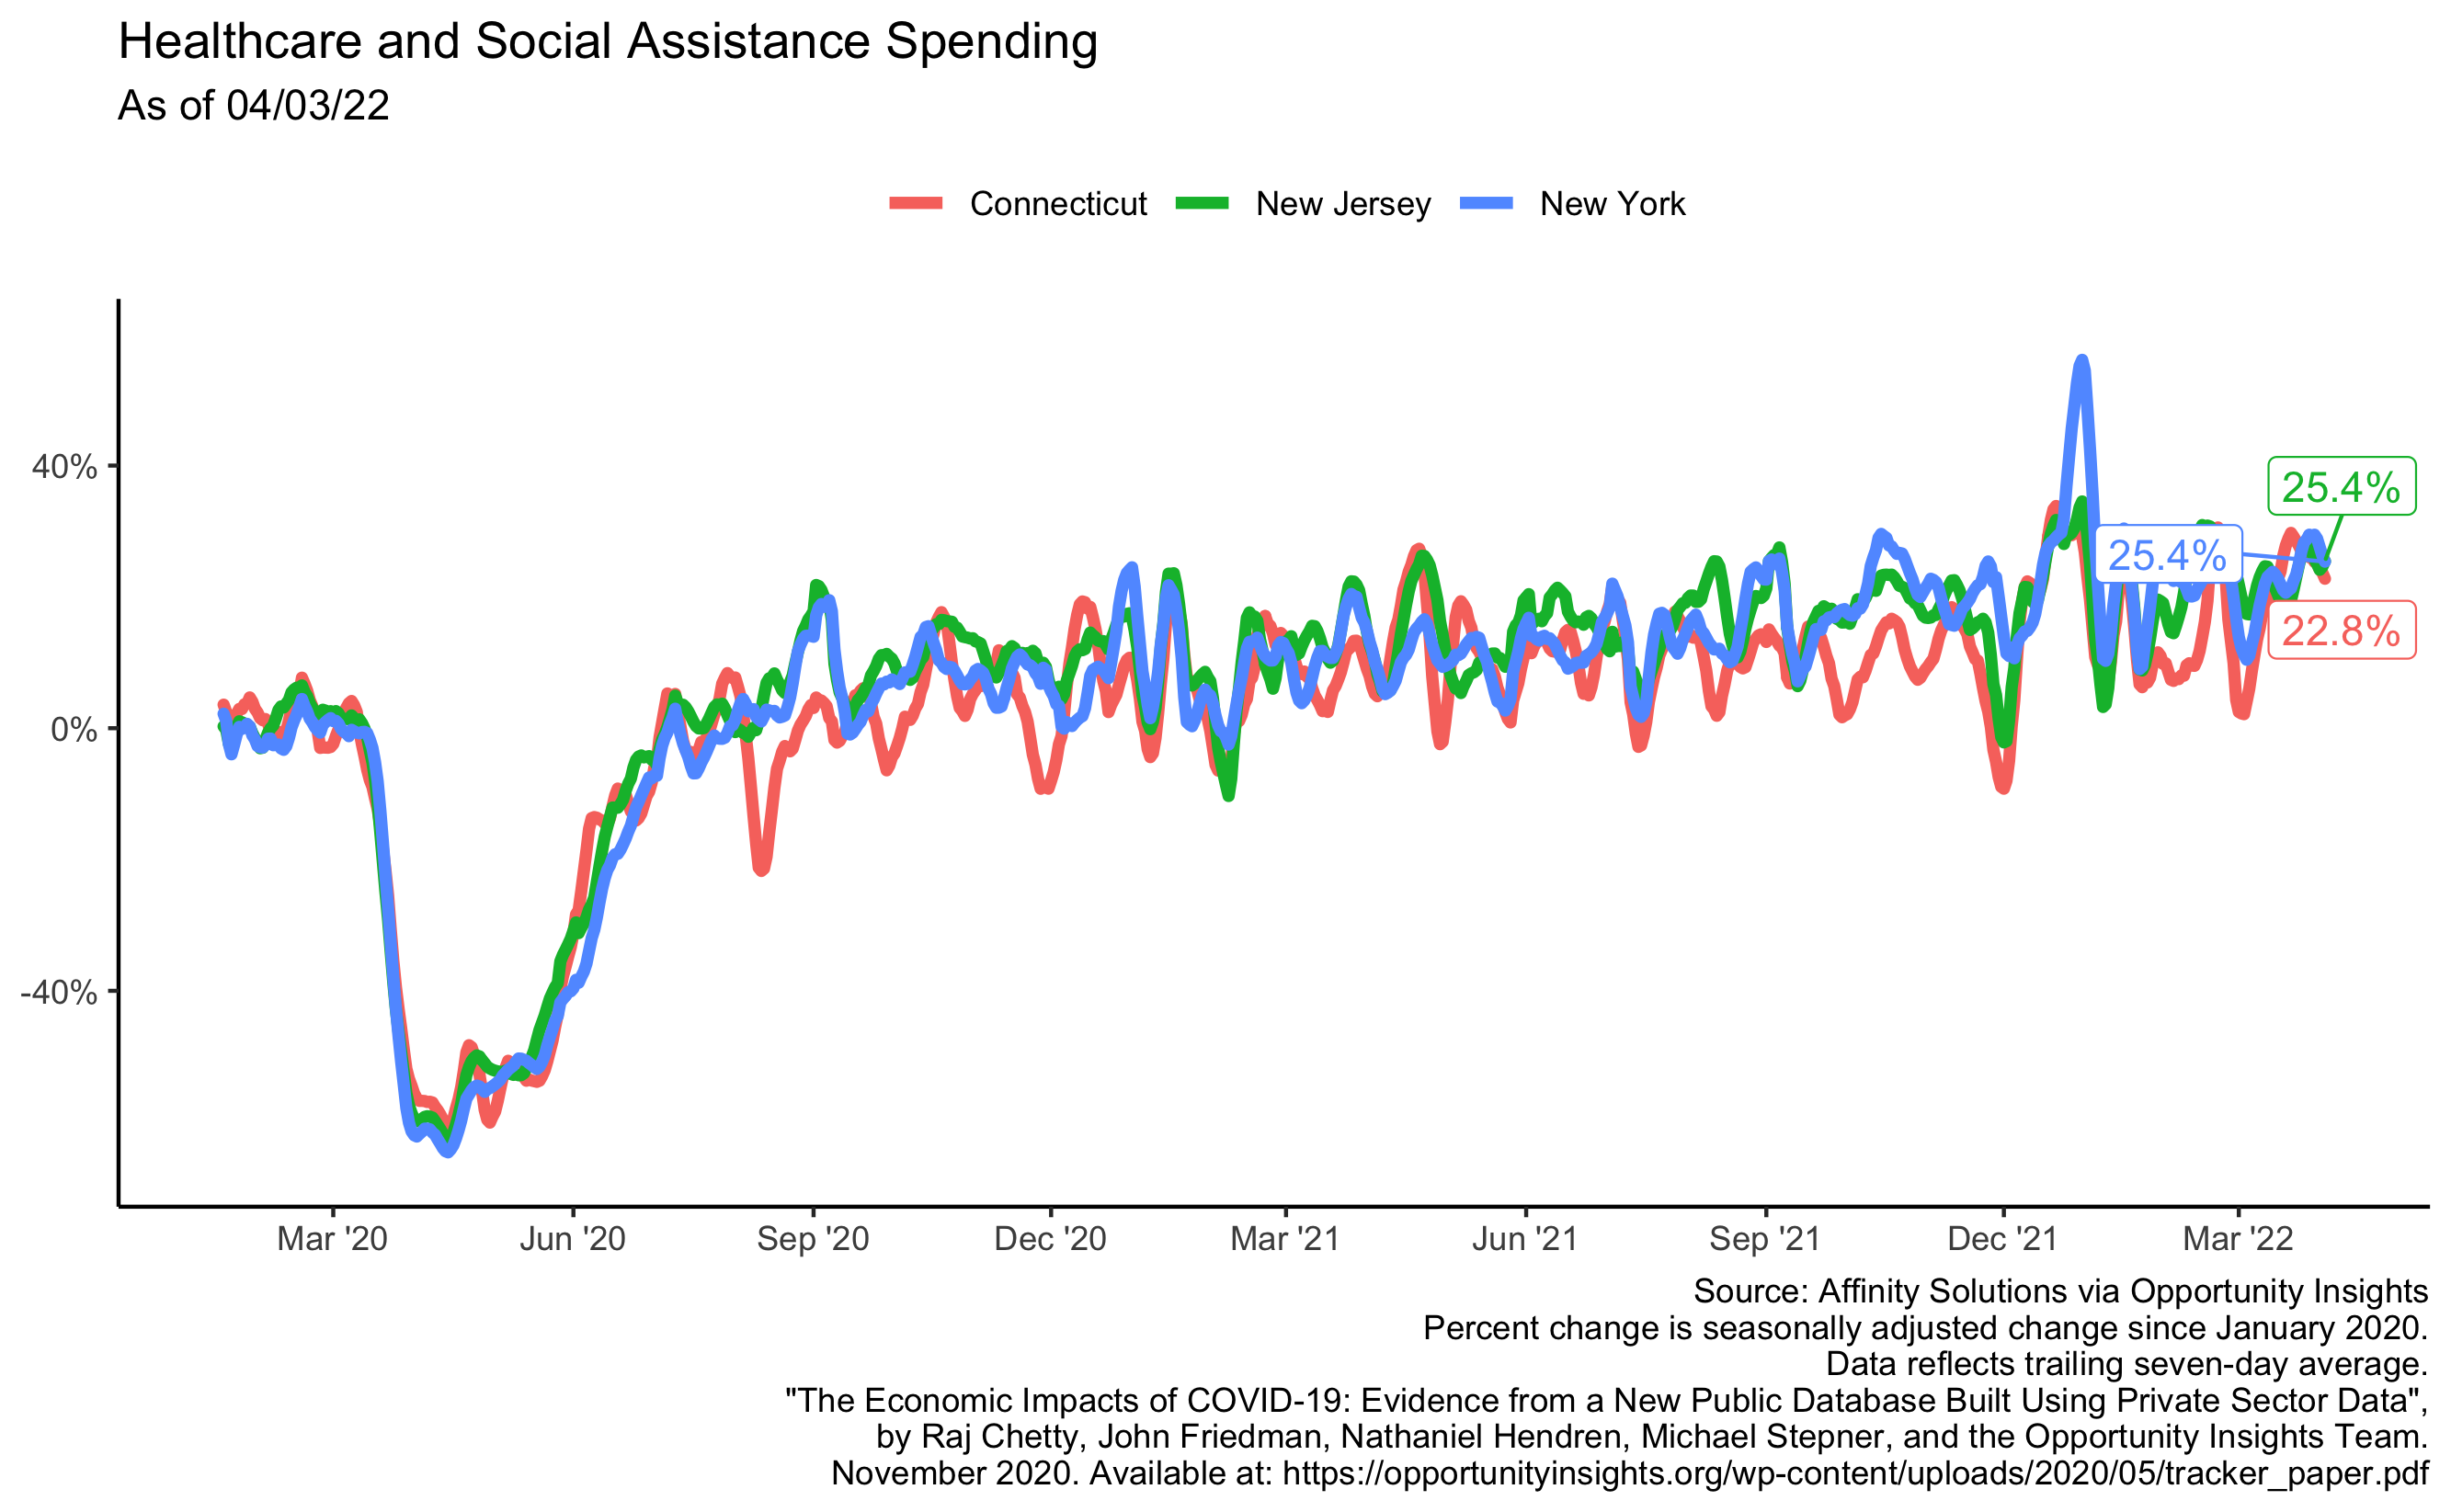 Healthcare and Social Assistance Spending
As of 04/03/22
Connecticut New Jersey New York
40%
0%
-40%
25.4%
25.4%
22.8%
Mar '20 Jun '20 Sep '20 Dec '20 Mar '21 Jun '21 Sep '21 Dec '21 Mar '22
Source: Affinity Solutions via Opportunity Insights
Percent change is seasonally adjusted change since January 2020.
Data reflects trailing seven-day average.
"The Economic Impacts of COVID-19: Evidence from a New Public Database Built Using Private Sector Data",
by Raj Chetty, John Friedman, Nathaniel Hendren, Michael Stepner, and the Opportunity Insights Team.
November 2020. Available at: https://opportunityinsights.org/wp-content/uploads/2020/05/tracker_paper.pdf